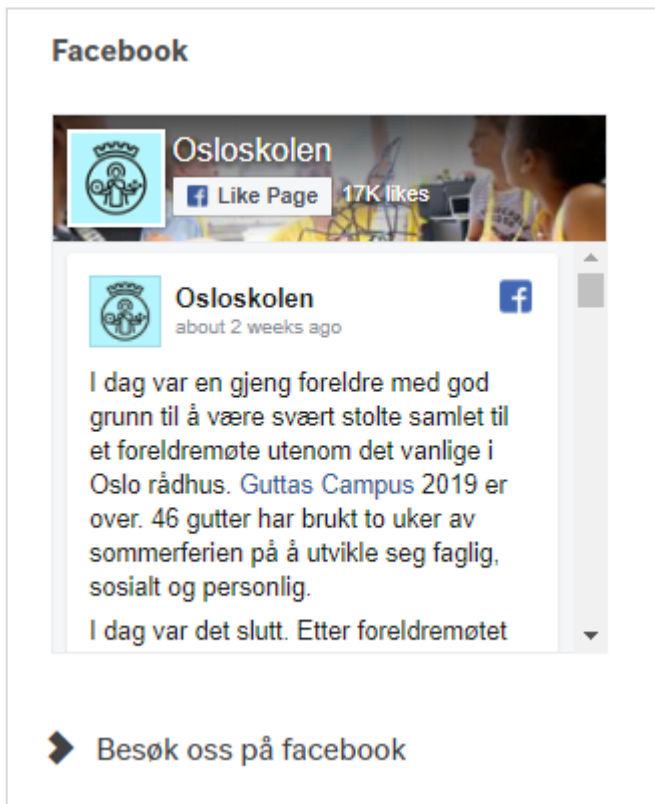 Facebook
Osloskolen
Like Page
17K likes
Osloskolen
about 2 weeks ago
I dag var en gjeng foreldre med god
grunn til å være svært stolte samlet til
et foreldremøte utenom det vanlige i
Oslo rådhus. Guttas Campus 2019 er
over. 46 gutter har brukt to uker av
sommerferien på å utvikle seg faglig,
sosialt og personlig.
I dag var det slutt. Etter foreldremøtet
Besøk oss på facebook